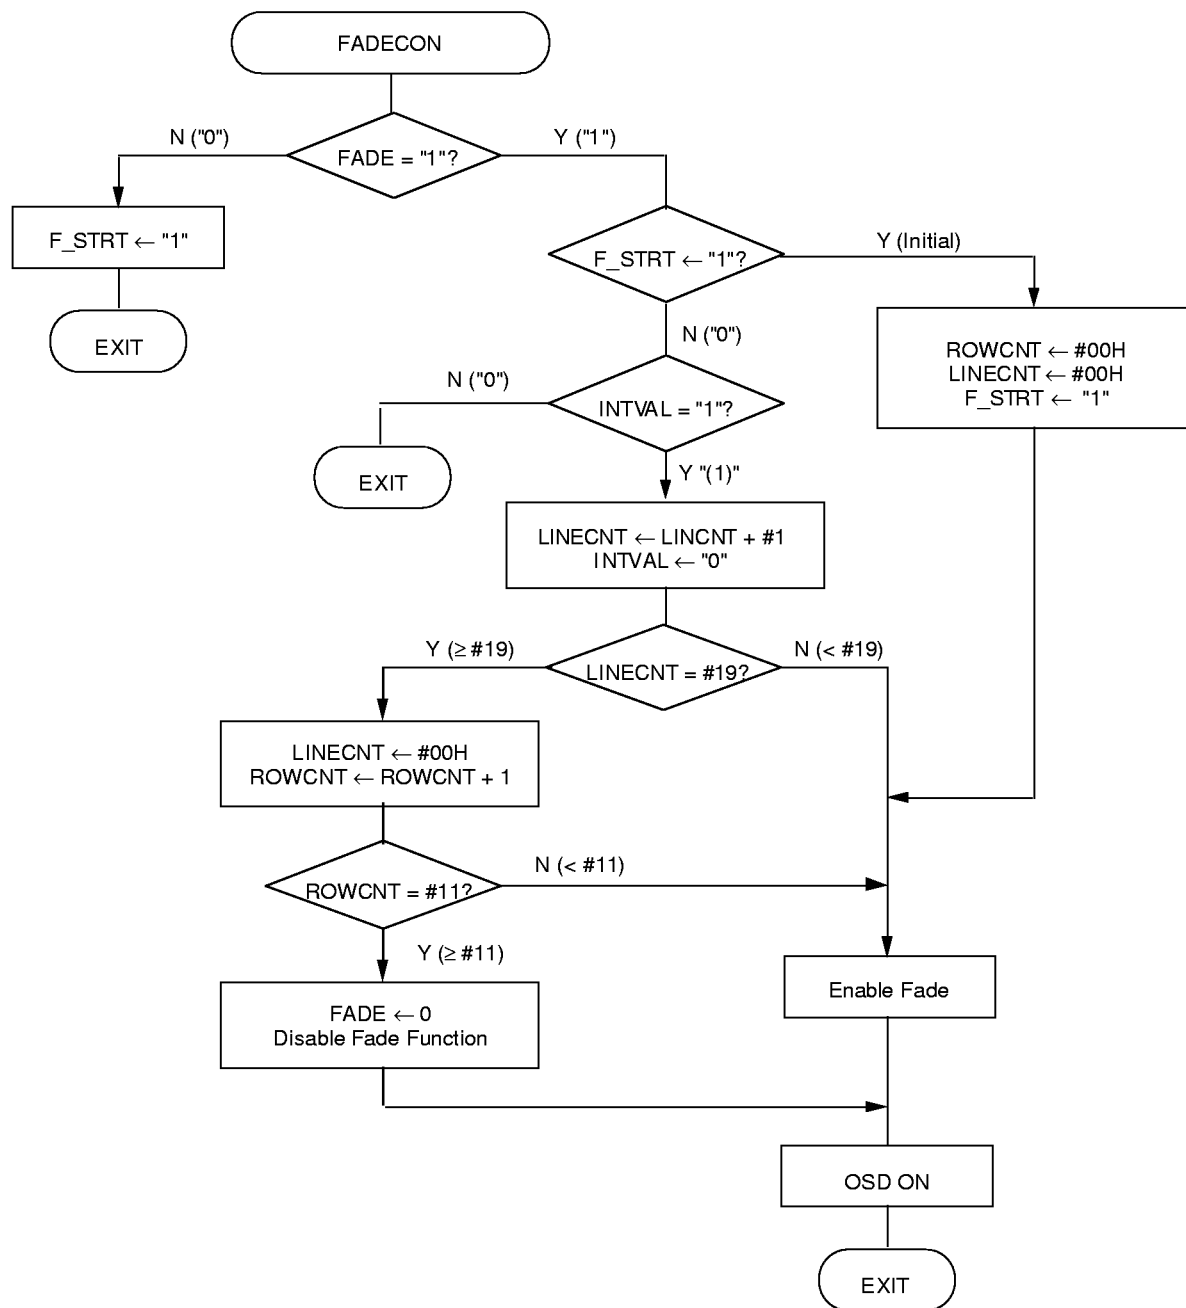 FADECON
N ("0")
Y ("1")
FADE = "1"?
F_STRT ← "1"
EXIT
F_STRT ← "1"?
Y (Initial)
N ("0")
ROWCNT ← #00H
LINECNT ← #00H
F_STRT ← "1"
N ("0")
INTVAL = "1"?
EXIT
Y "(1)"
LINECNT ← LINCNT + #1
INTVAL ← "0"
Y (≥ #19)
N (< #19)
LINECNT = #19?
LINECNT ← #00H
ROWCNT ← ROWCNT + 1
N (< #11)
ROWCNT = #11?
Y (≥ #11)
Enable Fade
FADE ← 0
Disable Fade Function
OSD ON
EXIT